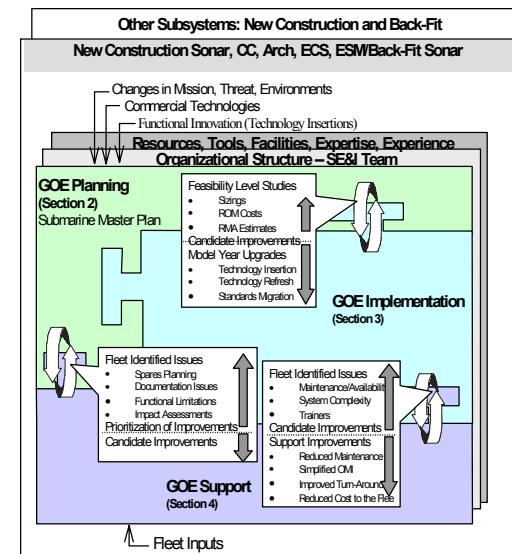 Other Subsystems: New Construction and Back-Fit
New Construction Sonar, CC, Arch, ECS, ESM/Back-Fit Sonar
Changes in Mission, Threat, Environments
Commercial Technologies
Functional Innovation (Technology Insertions)
Resources, Tools, Facilities, Expertise, Experience
Organizational Structure – SE&I Team
GOE Planning
(Section 2)
Submarine Master Plan
Feasibility Level Studies
• Sizings
• ROM Costs
• RMA Estimates
Candidate Improvements
Model Year Upgrades
• Technology Insertion
• Technology Refresh
• Standards Migration
GOE Implementation
(Section 3)
Fleet Identified Issues
• Spares Planning
• Documentation Issues
• Functional Limitations
• Impact Assessments
Prioritization of Improvements
Candidate Improvements
Fleet Identified Issues
• Maintenance/Availability
• System Complexity
• Trainers
Candidate Improvements
Support Improvements
• Reduced Maintenance
• Simplified OMI
• Improved Turn-Around
• Reduced Cost to the Flee
GOE Support
(Section 4)
Fleet Inputs